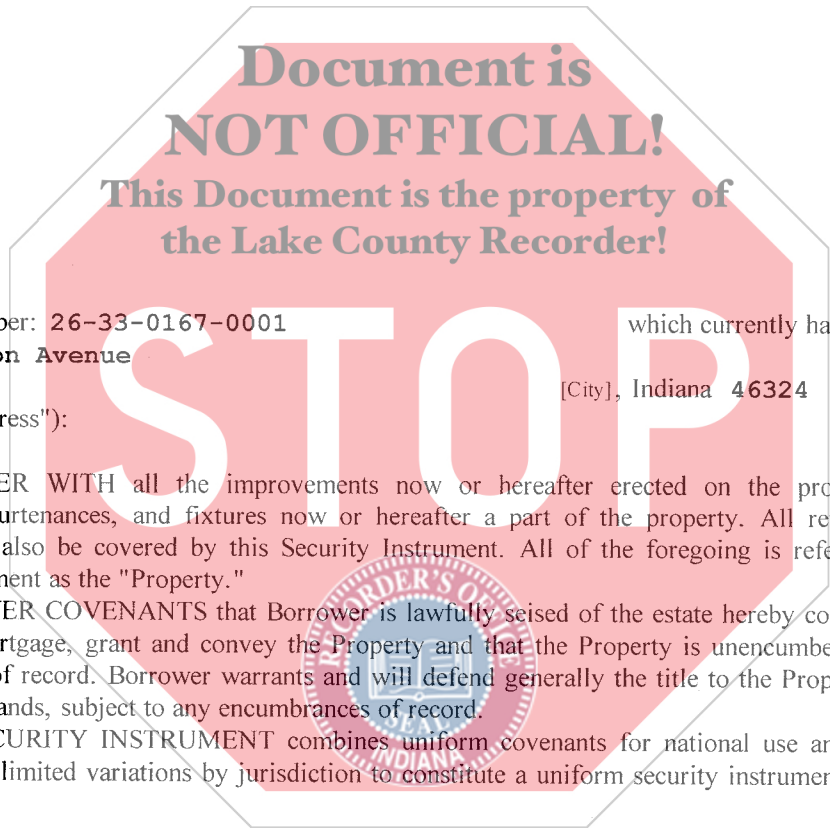 Document is
NOT OFFICIAL!
This Document is the property of
the Lake County Recorder!
ber: 26-33-0167-0001 which currently ha
on Avenue
[City], Indiana 46324
ress"):
STOP
ER WITH all the improvements now or hereafter erected on the pro
urtenances, and fixtures now or hereafter a part of the property. All re
also be covered by this Security Instrument. All of the foregoing is refe
nent as the "Property."
ER COVENANTS that Borrower is lawfully seised of the estate hereby co
rtgage, grant and convey the Property and that the Property is unencumbe
of record. Borrower warrants and will defend generally the title to the Prop
ands, subject to any encumbrances of record.
CURITY INSTRUMENT combines uniform covenants for national use an
limited variations by jurisdiction to constitute a uniform security instrumen
RECORDER'S OFFICE
SEAL
INDIANA